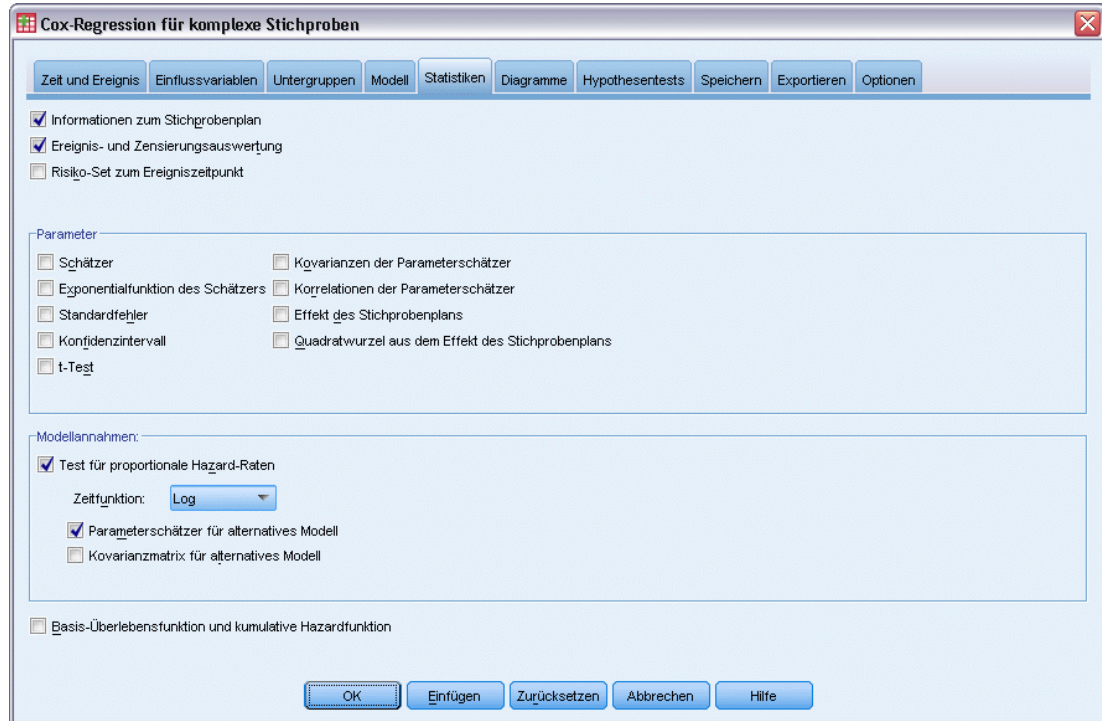 Cox-Regression für komplexe Stichproben
Zeit und Ereignis Einflussvariablen Untergruppen Modell Statistiken Diagramme Hypothesentests Speichern Exportieren Optionen
Informationen zum Stichprobenplan
Ereignis- und Zensierungsauswertung
Risiko-Set zum Ereigniszeitpunkt
Parameter
Schätzer Kovarianzen der Parameterschätzer
Exponentialfunktion des Schätzers Korrelationen der Parameterschätzer
Standardfehler Effekt des Stichprobenplans
Konfidenzintervall Quadratwurzel aus dem Effekt des Stichprobenplans
t-Test
Modellannahmen:
Test für proportionale Hazard-Raten
Zeitfunktion: Log
Parameterschätzer für alternatives Modell
Kovarianzmatrix für alternatives Modell
Basis-Überlebensfunktion und kumulative Hazardfunktion
OK Einfügen Zurücksetzen Abbrechen Hilfe